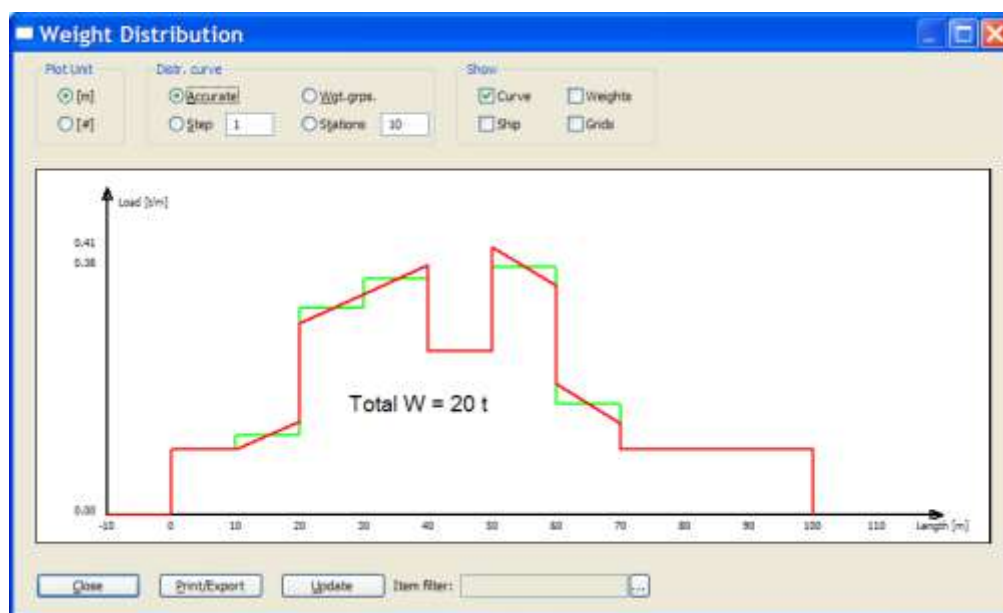 Weight Distribution
Plot Unit
Distr. curve
Show
[m]
Accurate
Wgt.grps.
Curve
Weights
[#]
Step 1
Stations 10
Ship
Grids
Load [t/m]
0.41
0.38
Total W = 20 t
0.00
-10 0 10 20 30 40 50 60 70 80 90 100 110 Length [m]
Close
Print/Export
Update
Item filter:
...